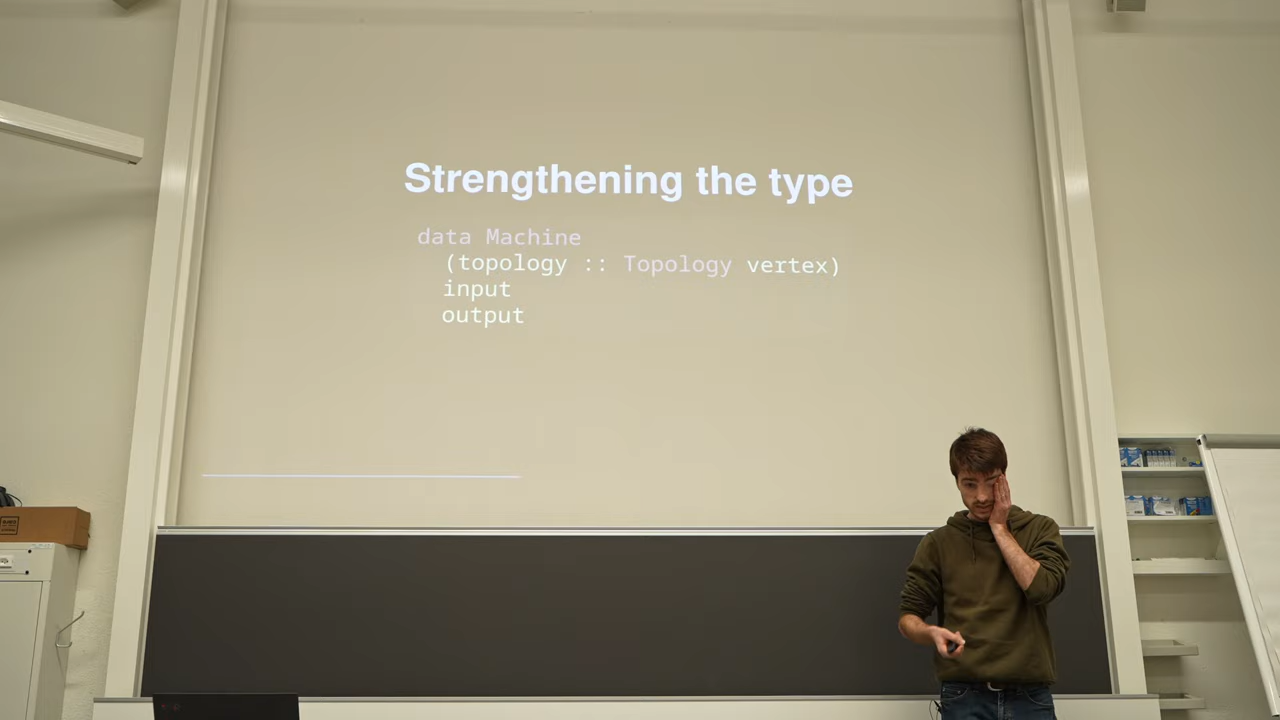 Strengthening the type
data Machine
(topology :: Topology vertex)
input
output